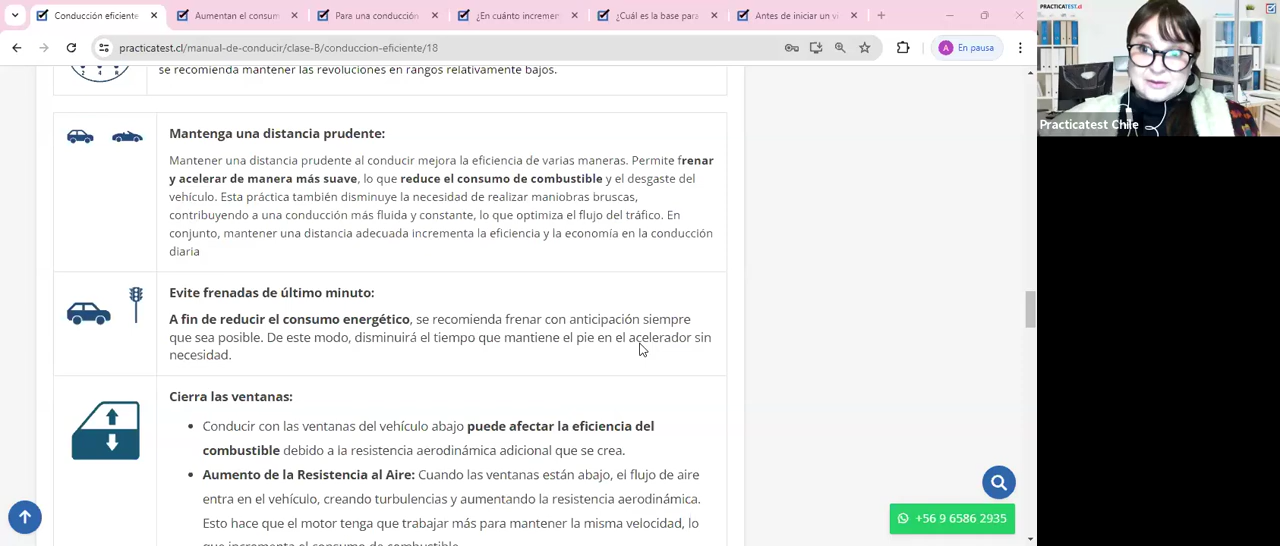 Conducción eficiente
Aumentan el consum
Para una conducción
¿En cuánto incremen
¿Cuál es la base para
Antes de iniciar un v
practicatest.cl/manual-de-conducir/clase-B/conduccion-eficiente/18
A
En pausa
PRACTICATEST.cl
Practicatest Chile
se recomienda mantener las revoluciones en rangos relativamente bajos.
Mantenga una distancia prudente:
Mantener una distancia prudente al conducir mejora la eficiencia de varias maneras. Permite frenar
y acelerar de manera más suave, lo que reduce el consumo de combustible y el desgaste del
vehículo. Esta práctica también disminuye la necesidad de realizar maniobras bruscas,
contribuyendo a una conducción más fluida y constante, lo que optimiza el flujo del tráfico. En
conjunto, mantener una distancia adecuada incrementa la eficiencia y la economía en la conducción
diaria
Evite frenadas de último minuto:
A fin de reducir el consumo energético, se recomienda frenar con anticipación siempre
que sea posible. De este modo, disminuirá el tiempo que mantiene el pie en el acelerador sin
necesidad.
Cierra las ventanas:
• Conducir con las ventanas del vehículo abajo puede afectar la eficiencia del
combustible debido a la resistencia aerodinámica adicional que se crea.
• Aumento de la Resistencia al Aire: Cuando las ventanas están abajo, el flujo de aire
entra en el vehículo, creando turbulencias y aumentando la resistencia aerodinámica.
Esto hace que el motor tenga que trabajar más para mantener la misma velocidad, lo
que incrementa el consumo de combustible.
+56 9 6586 2935